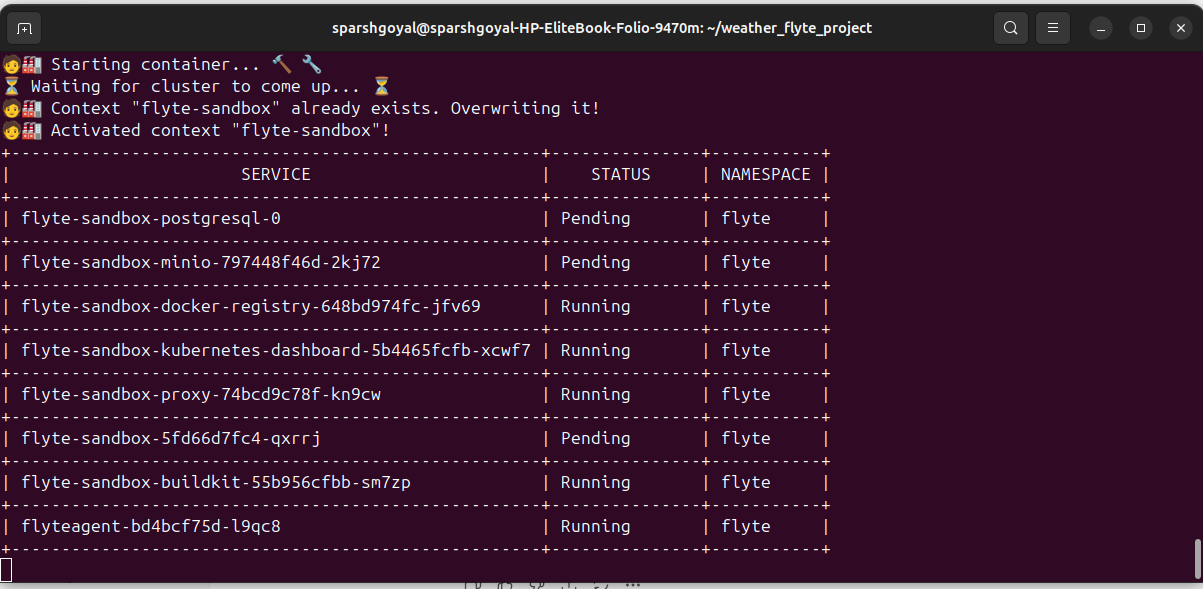 sparshgoyal@sparshgoyal-HP-EliteBook-Folio-9470m: ~/weather_flyte_project
🧑🏭 Starting container... 🔨 🔧
⏳ Waiting for cluster to come up... ⏳
🧑🏭 Context "flyte-sandbox" already exists. Overwriting it!
🧑🏭 Activated context "flyte-sandbox"!
+-----------------------------------------------------+---------------+-----------+
| SERVICE | STATUS | NAMESPACE |
+-----------------------------------------------------+---------------+-----------+
| flyte-sandbox-postgresql-0 | Pending | flyte |
+-----------------------------------------------------+---------------+-----------+
| flyte-sandbox-minio-797448f46d-2kj72 | Pending | flyte |
+-----------------------------------------------------+---------------+-----------+
| flyte-sandbox-docker-registry-648bd974fc-jfv69 | Running | flyte |
+-----------------------------------------------------+---------------+-----------+
| flyte-sandbox-kubernetes-dashboard-5b4465fcfb-xcwf7 | Running | flyte |
+-----------------------------------------------------+---------------+-----------+
| flyte-sandbox-proxy-74bcd9c78f-kn9cw | Running | flyte |
+-----------------------------------------------------+---------------+-----------+
| flyte-sandbox-5fd66d7fc4-qxrrj | Pending | flyte |
+-----------------------------------------------------+---------------+-----------+
| flyte-sandbox-buildkit-55b956cfbb-sm7zp | Running | flyte |
+-----------------------------------------------------+---------------+-----------+
| flyteagent-bd4bcf75d-l9qc8 | Running | flyte |
+-----------------------------------------------------+---------------+-----------+